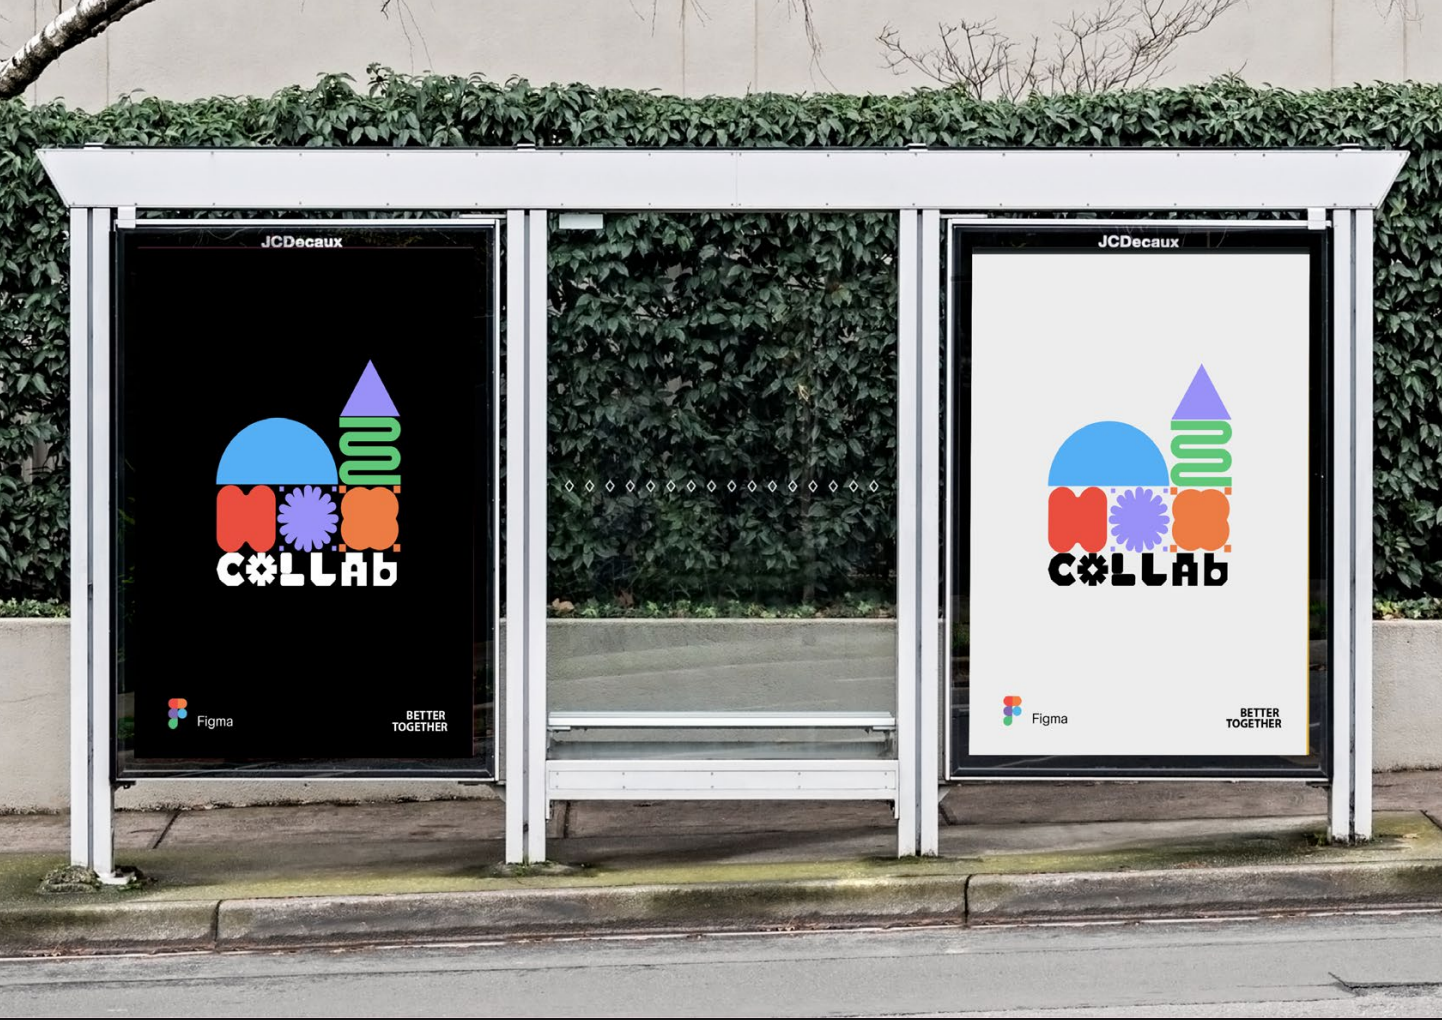 JCDecaux
COLLAb
Figma
BETTER
TOGETHER
JCDecaux
COLLAb
Figma
BETTER
TOGETHER